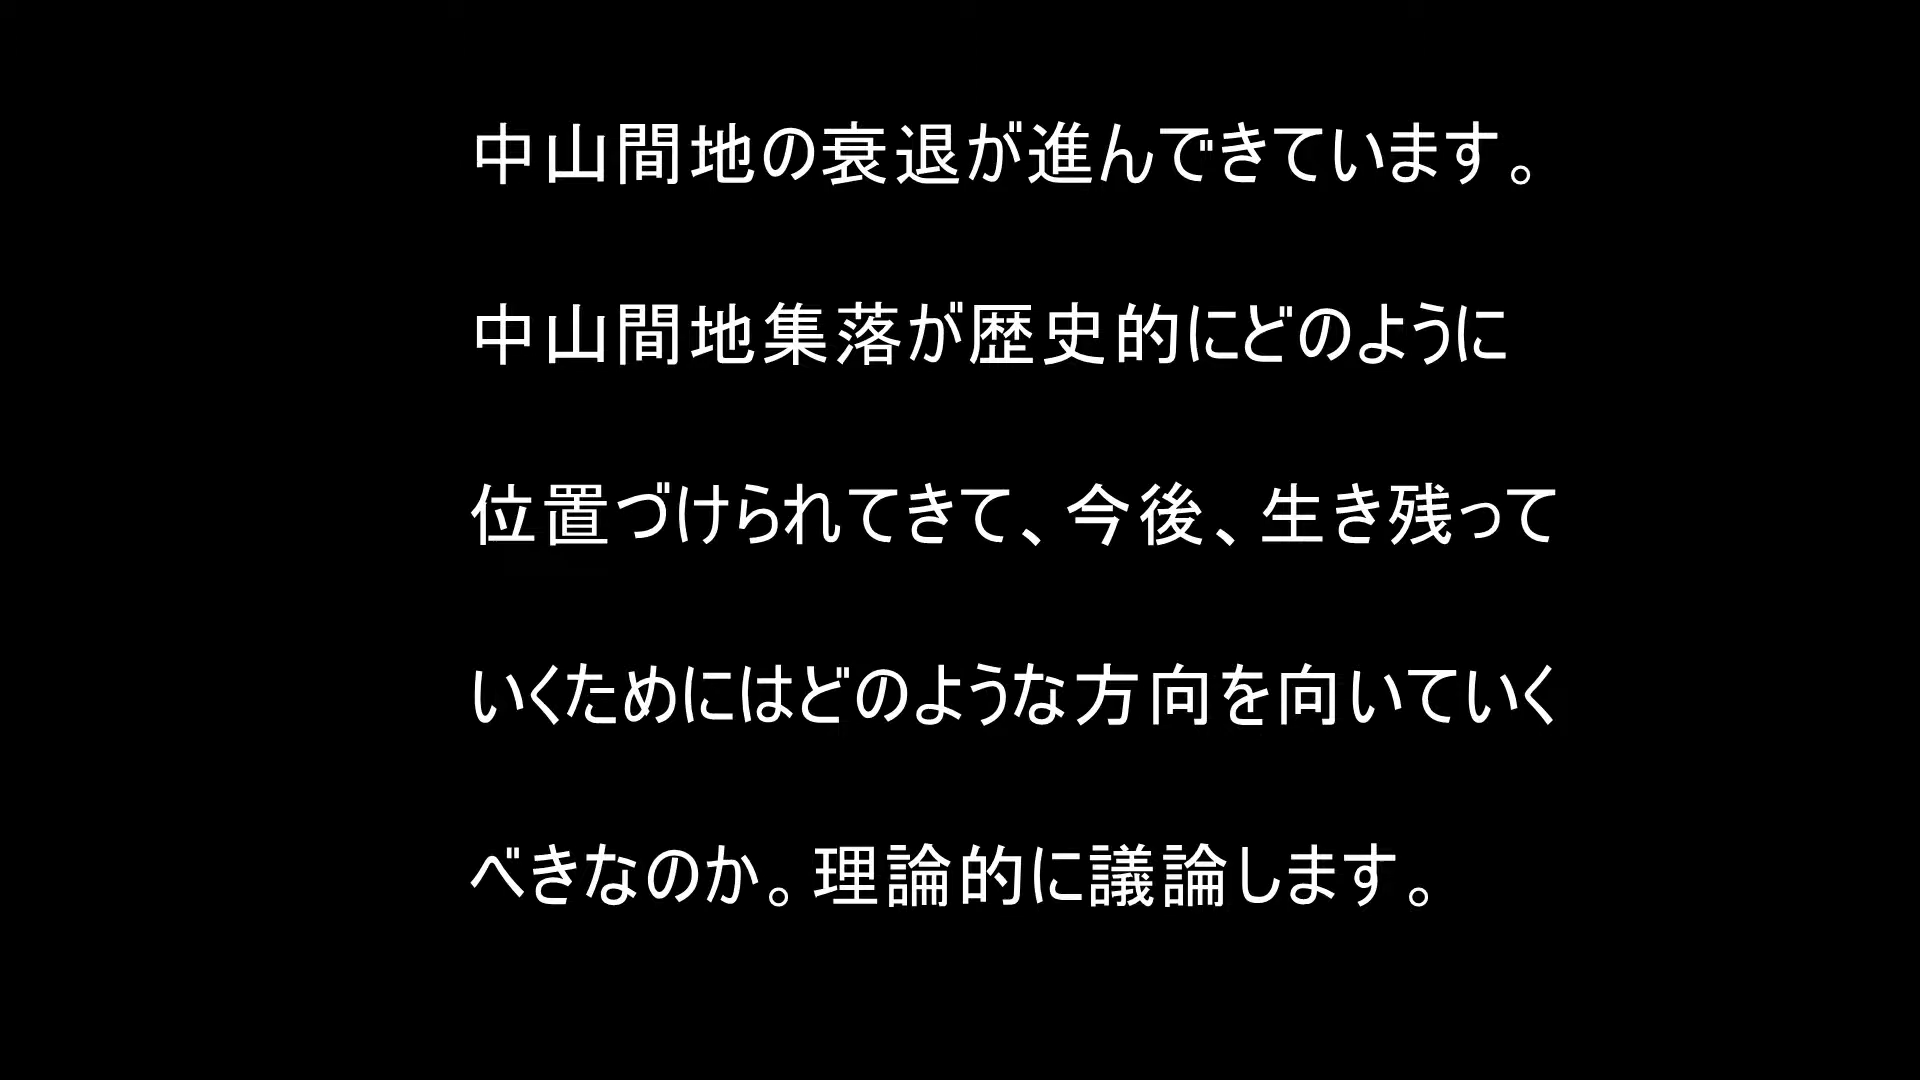 中山間地の衰退が進んできています。
中山間地集落が歴史的にどのように
位置づけられてきて、今後、生き残って
いくためにはどのような方向を向いていく
べきなのか。理論的に議論します。